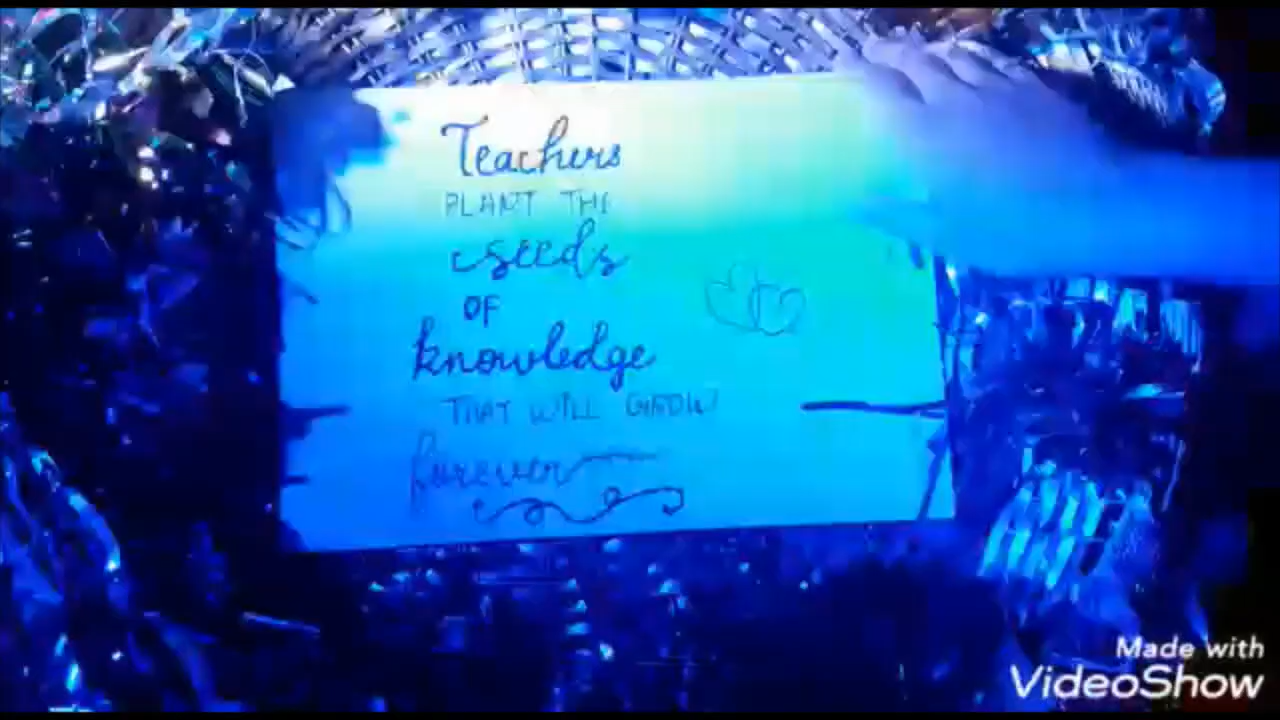 Teachers
PLANT THE
seeds
OF
knowledge
THAT WILL GROW
forever
Made with
VideoShow